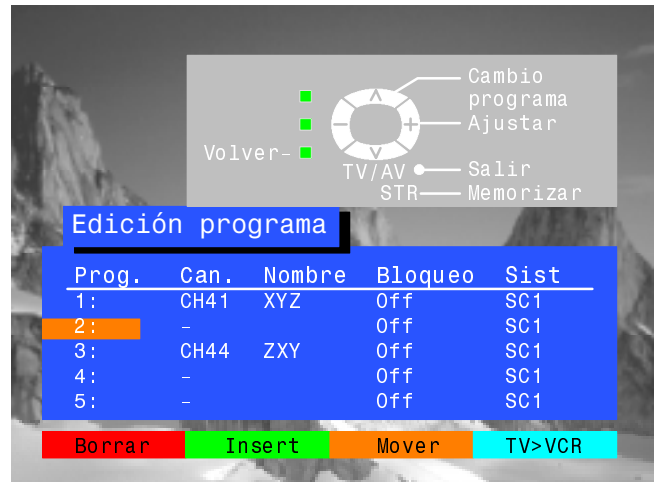 Cambio
programa
Ajustar
Volver
TV/AV Salir
STR Memorizar
Edición programa
Prog. Can. Nombre Bloqueo Sist
1: CH41 XYZ Off SC1
2: - Off SC1
3: CH44 ZXY Off SC1
4: - Off SC1
5: - Off SC1
Borrar Insert Mover TV>VCR